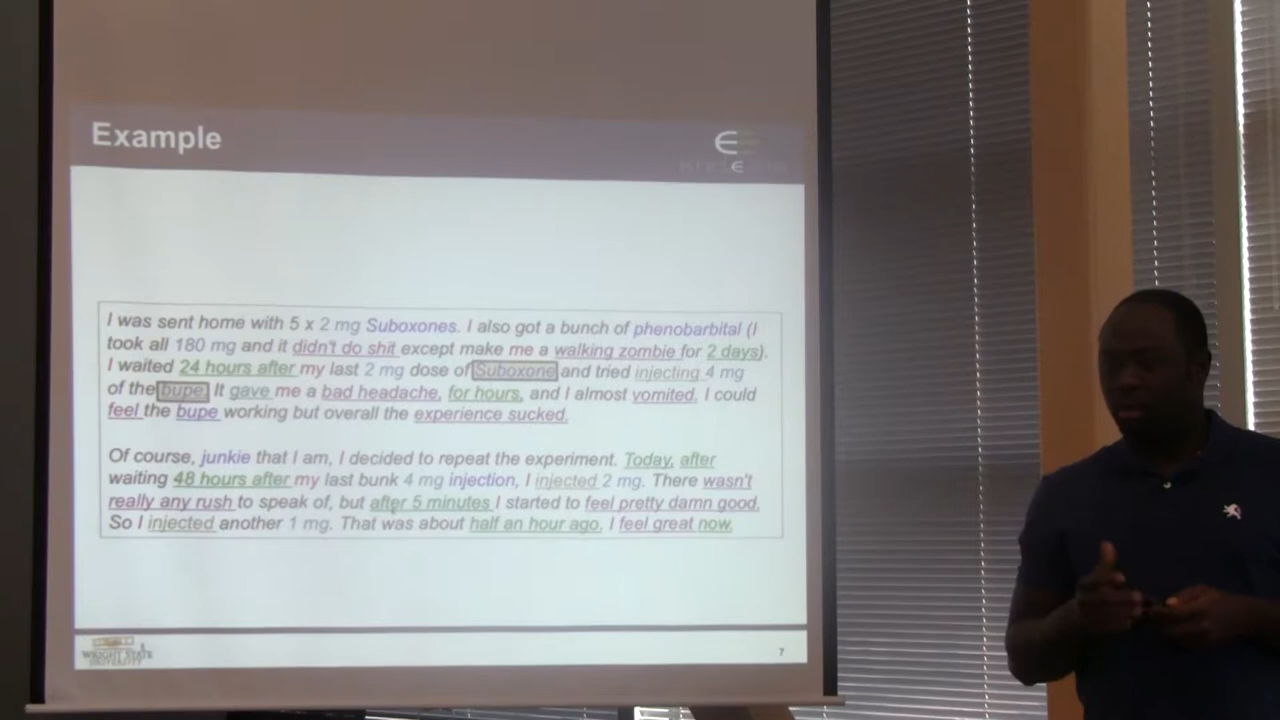 Example
I was sent home with 5 x 2 mg Suboxones. I also got a bunch of phenobarbital (I
took all 180 mg and it didn't do shit except make me a walking zombie for 2 days).
I waited 24 hours after my last 2 mg dose of Suboxone and tried injecting 4 mg
of the bupe. It gave me a bad headache, for hours, and I almost vomited. I could
feel the bupe working but overall the experience sucked.
Of course, junkie that I am, I decided to repeat the experiment. Today, after
waiting 48 hours after my last bunk 4 mg injection, I injected 2 mg. There wasn't
really any rush to speak of, but after 5 minutes I started to feel pretty damn good.
So I injected another 1 mg. That was about half an hour ago. I feel great now.
WRIGHT STATE
UNIVERSITY
7